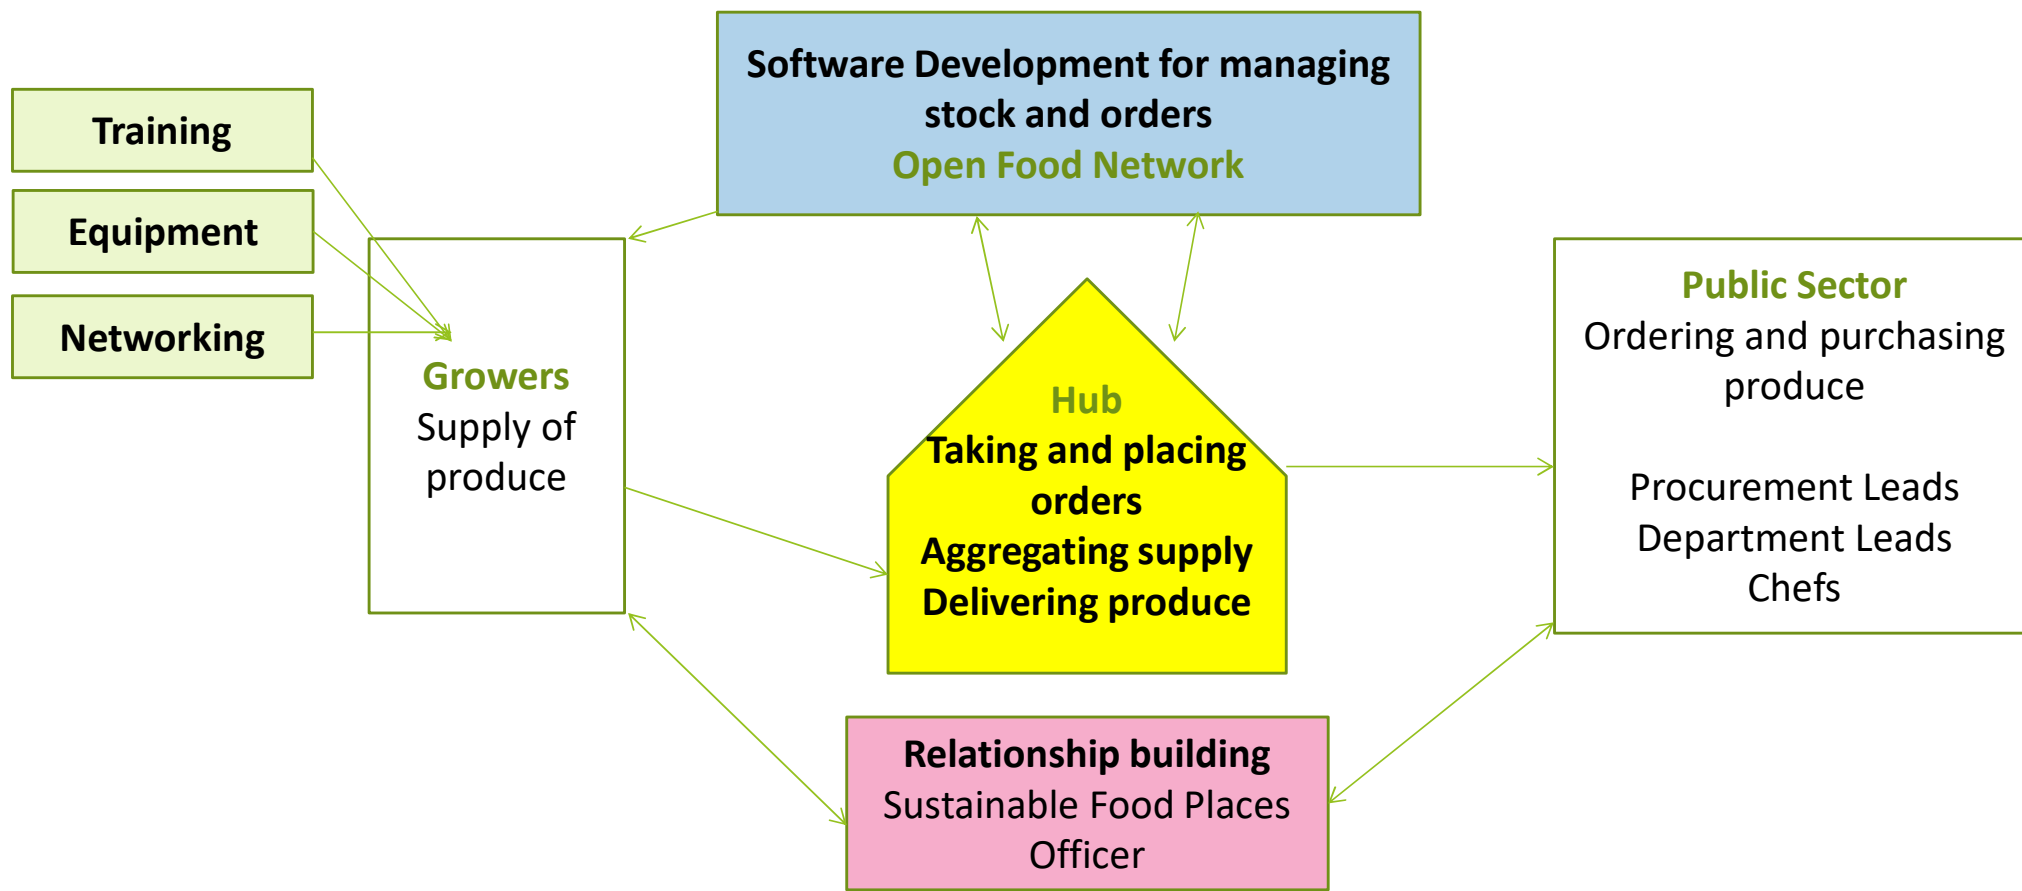 Software Development for managing
stock and orders
Open Food Network
Training
Equipment
Networking
Growers
Supply of
produce
Hub
Taking and placing
orders
Aggregating supply
Delivering produce
Public Sector
Ordering and purchasing
produce
Procurement Leads
Department Leads
Chefs
Relationship building
Sustainable Food Places
Officer